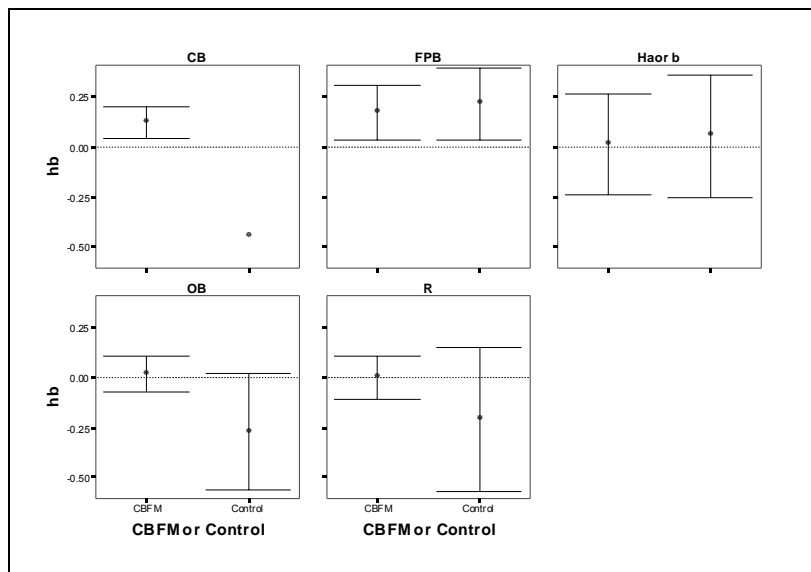 CB
FPB
Haor b
hb
0.25
0.00
-0.25
-0.50
OB
R
hb
0.25
0.00
-0.25
-0.50
CBFM
Control
CBFM
Control
CBFM or Control
CBFM or Control